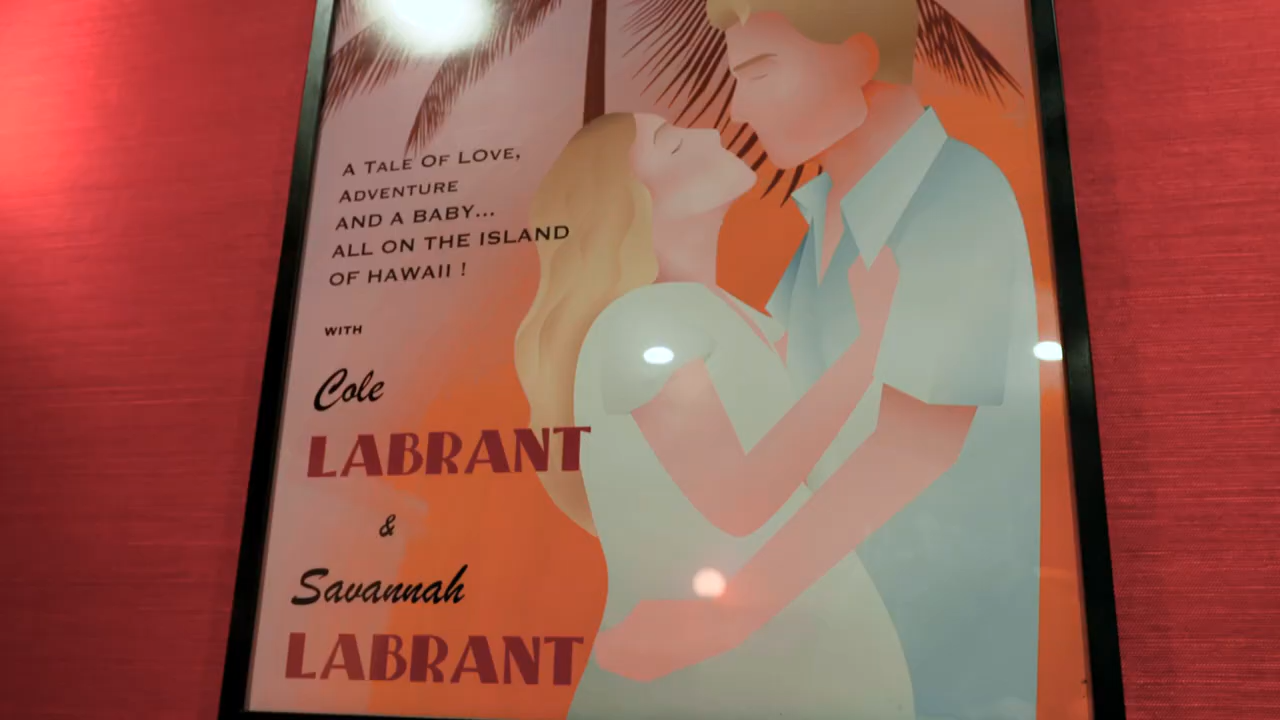 A TALE OF LOVE,
ADVENTURE
AND A BABY...
ALL ON THE ISLAND
OF HAWAII !
WITH
Cole
LABRANT
&
Savannah
LABRANT